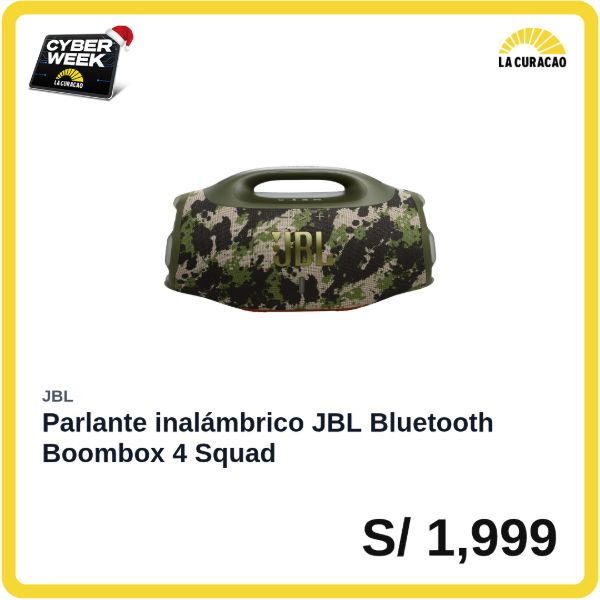 CYBER
WEEK
LA CURACAO
LA CURACAO
JBL
JBL
Parlante inalámbrico JBL Bluetooth
Boombox 4 Squad
S/ 1,999